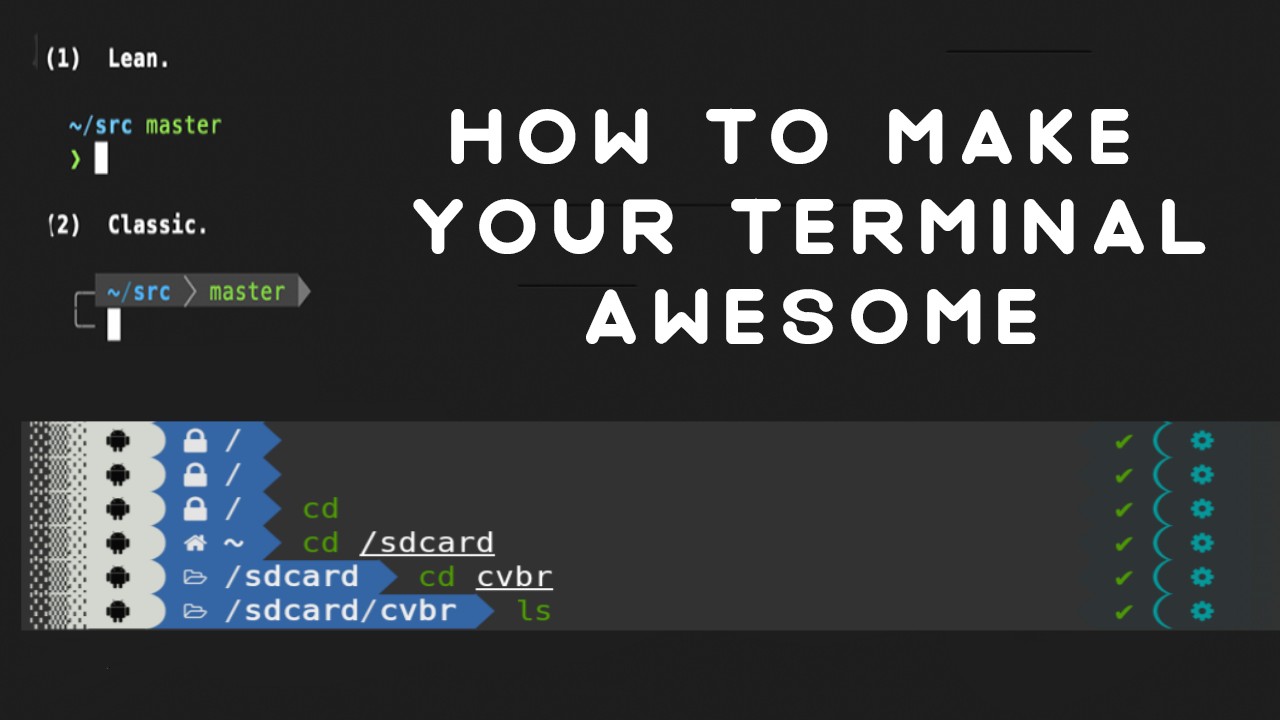 (1) Lean.
~/src master
❯
(2) Classic.
~/src master
HOW TO MAKE
YOUR TERMINAL
AWESOME
/
/
/ cd
~ cd /sdcard
/sdcard cd cvbr
/sdcard/cvbr ls